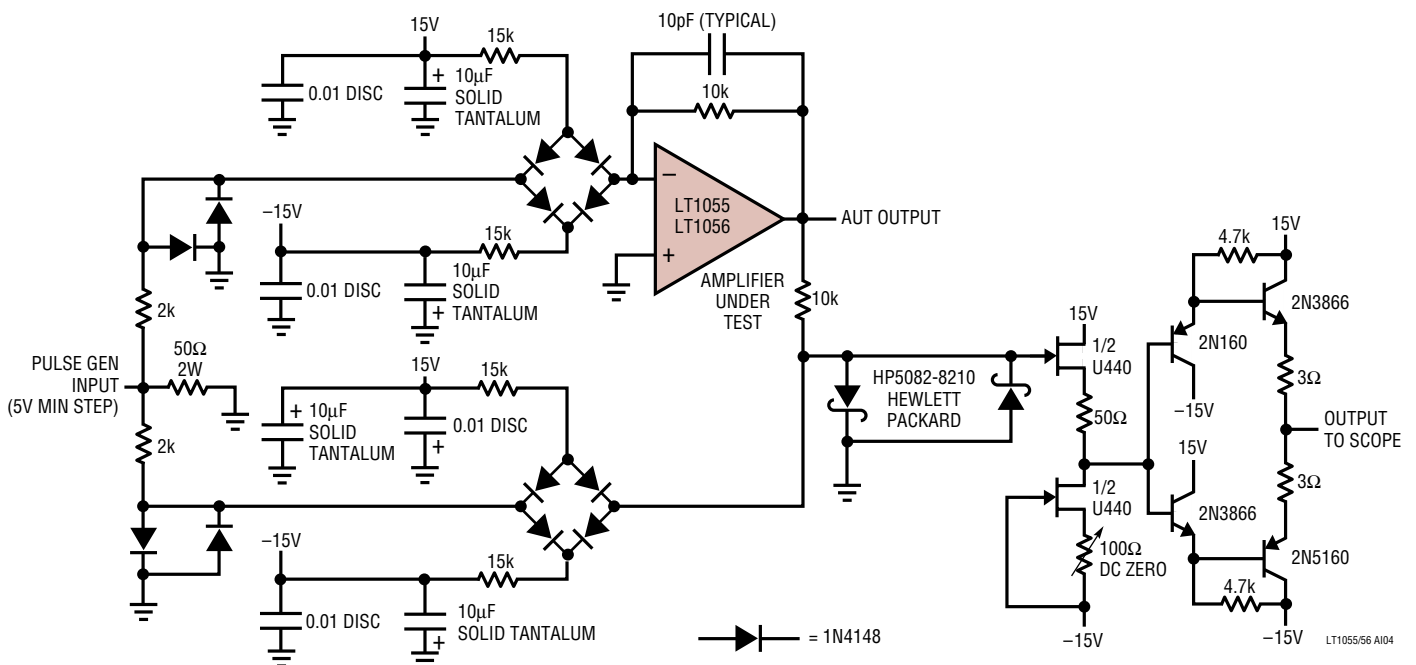 10pF (TYPICAL)
15V
15k
10k
0.01 DISC
+
10µF
SOLID
TANTALUM
–
LT1055
LT1056
+
AUT OUTPUT
AMPLIFIER
UNDER
TEST
–15V
15k
0.01 DISC
10µF
SOLID
TANTALUM
+
2k
10k
PULSE GEN
INPUT
(5V MIN STEP)
50Ω
2W
2k
15V
15k
+
10µF
SOLID
TANTALUM
0.01 DISC
+
–15V
15k
0.01 DISC
10µF
SOLID TANTALUM
+
= 1N4148
HP5082-8210
HEWLETT
PACKARD
15V
1/2
U440
50Ω
1/2
U440
100Ω
DC ZERO
–15V
4.7k
15V
2N3866
2N160
–15V
3Ω
OUTPUT
TO SCOPE
15V
3Ω
2N3866
2N5160
4.7k
–15V
LT1055/56 AI04